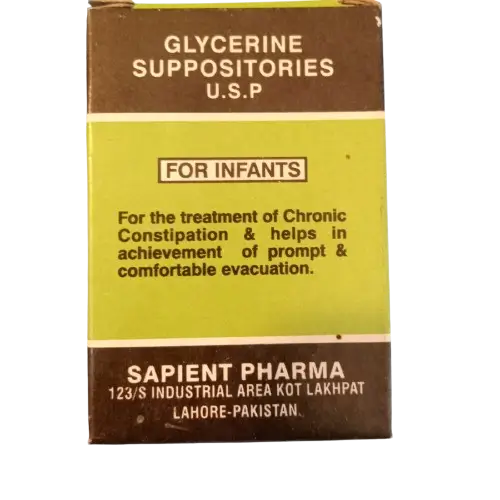 GLYCERINE
SUPPOSITORIES
U.S.P
FOR INFANTS
For the treatment of Chronic
Constipation & helps in
achievement of prompt &
comfortable evacuation.
SAPIENT PHARMA
123/S INDUSTRIAL AREA KOT LAKHPAT
LAHORE-PAKISTAN.